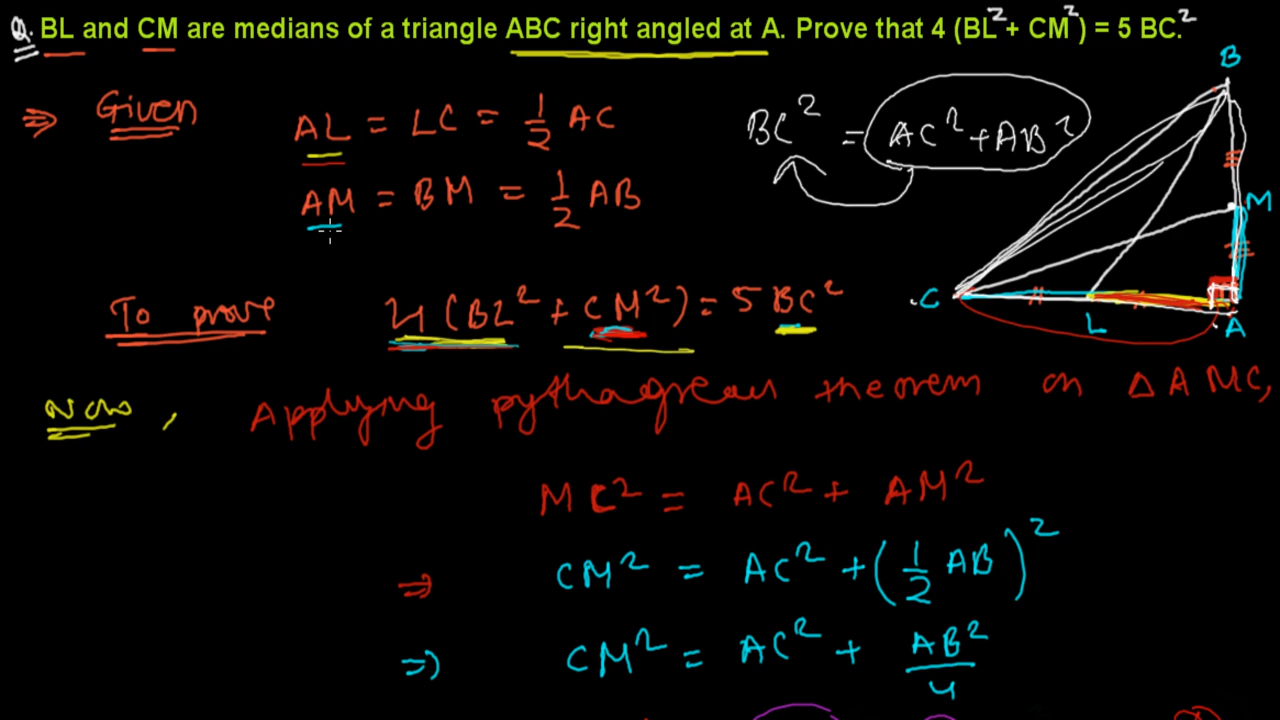 Q. BL and CM are medians of a triangle ABC right angled at A. Prove that 4 (BL² + CM²) = 5 BC².
B
⇒ Given AL = LC = 1/2 AC
BC² = AC² + AB²
AM = BM = 1/2 AB
M
C
L
A
To prove 4 (BL² + CM²) = 5 BC²
Now, Applying pythagorean theorem on △AMC,
MC² = AC² + AM²
⇒ CM² = AC² + (1/2 AB)²
⇒ CM² = AC² + AB²/4